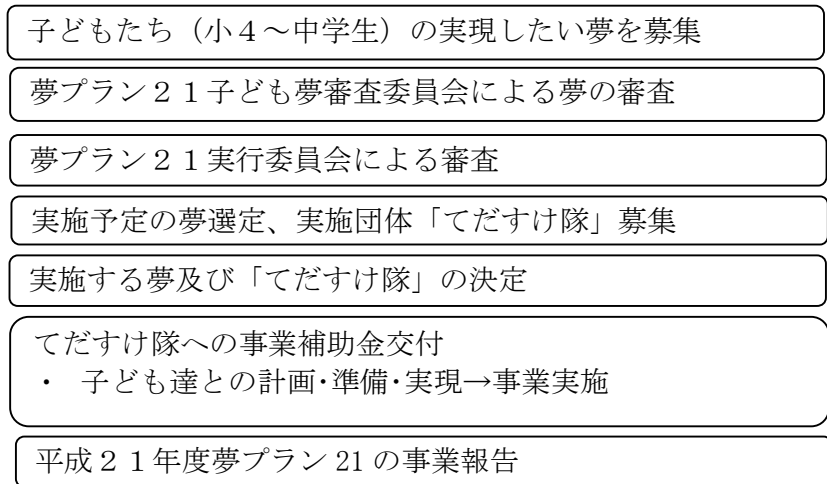 子どもたち（小４～中学生）の実現したい夢を募集
夢プラン２１子ども夢審査委員会による夢の審査
夢プラン２１実行委員会による審査
実施予定の夢選定、実施団体「てだすけ隊」募集
実施する夢及び「てだすけ隊」の決定
てだすけ隊への事業補助金交付
・ 子ども達との計画･準備･実現→事業実施
平成２１年度夢プラン21の事業報告